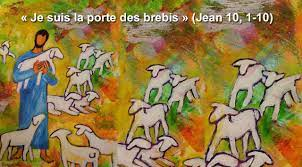 « Je suis la porte des brebis » (Jean 10, 1-10)